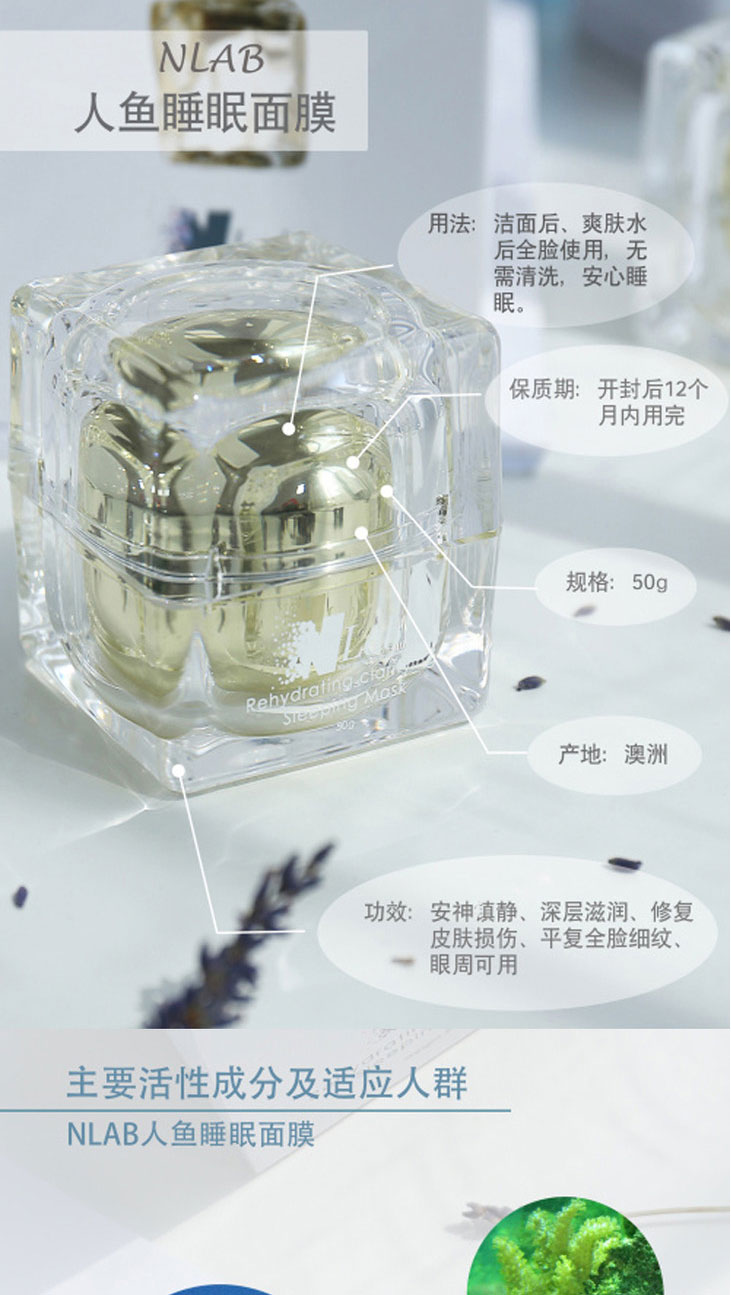 NLAB
人鱼睡眠面膜
用法: 洁面后、爽肤水
后全脸使用, 无
需清洗, 安心睡
眠。
保质期: 开封后12个
月内用完
规格: 50g
Rehydrating
Sleeping Mask
50g
产地: 澳洲
功效: 安神镇静、深层滋润、修复
皮肤损伤、平复全脸细纹、
眼周可用
主要活性成分及适应人群
NLAB人鱼睡眠面膜